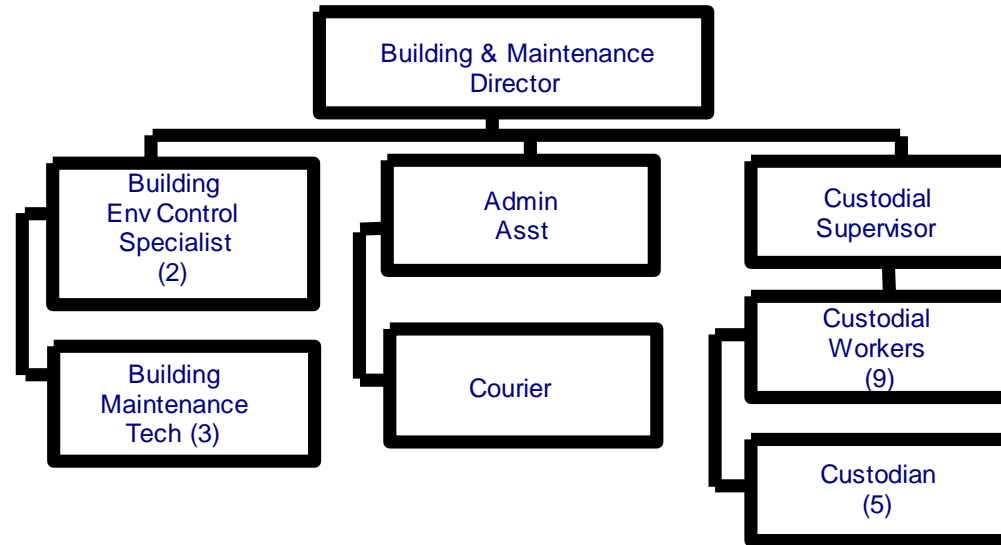 Building & Maintenance
Director
Building
Env Control
Specialist
(2)
Admin
Asst
Custodial
Supervisor
Building
Maintenance
Tech (3)
Courier
Custodial
Workers
(9)
Custodian
(5)